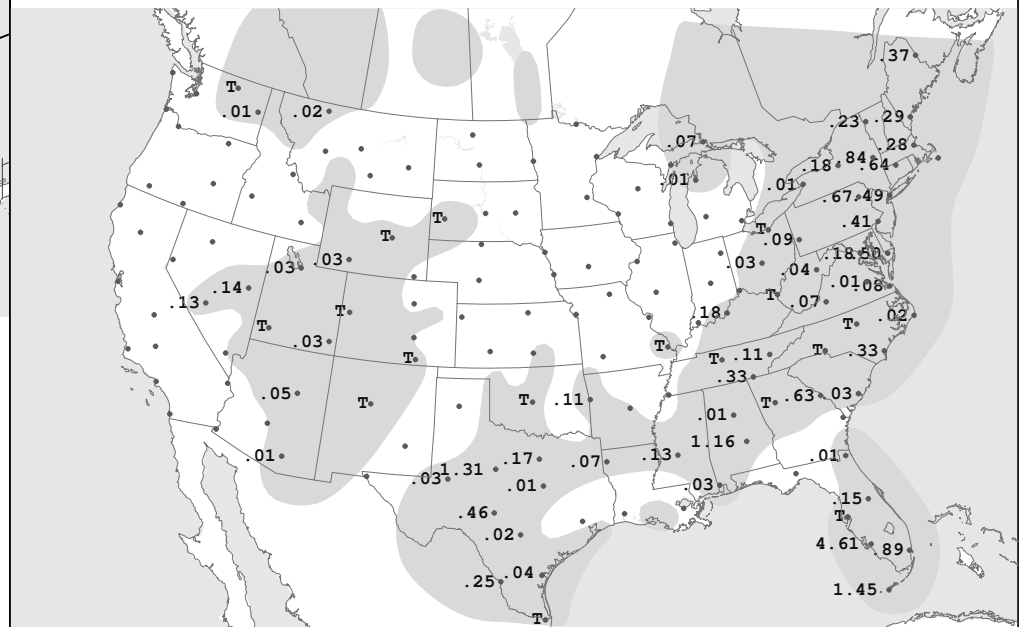 .37
T
.01 .02
.23 .29
.07
.28
.18 .84 .64
.01
.01
.67 .49
T
.41
T
T
.09
.18 .50
.03 .03
.03
.04
.14
.01 .08
.13
T
.07
T
.18
.02
T
T
.03
T
.33
T
T .11
T
.33
.05
T
T .11
T .63 .03
.01
1.16
.01
.13
.01
.17
.07
1.31
.03
.01
.03
.15
.46
T
.02
4.61 .89
.04
.25
1.45
T